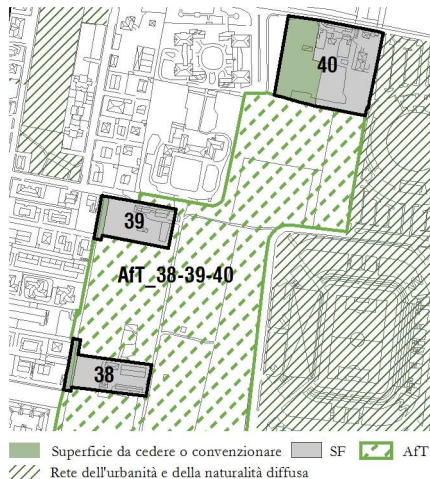 40
39
AfT_38-39-40
38
Superficie da cedere o convenzionare SF AfT
Rete dell'urbanità e della naturalità diffusa